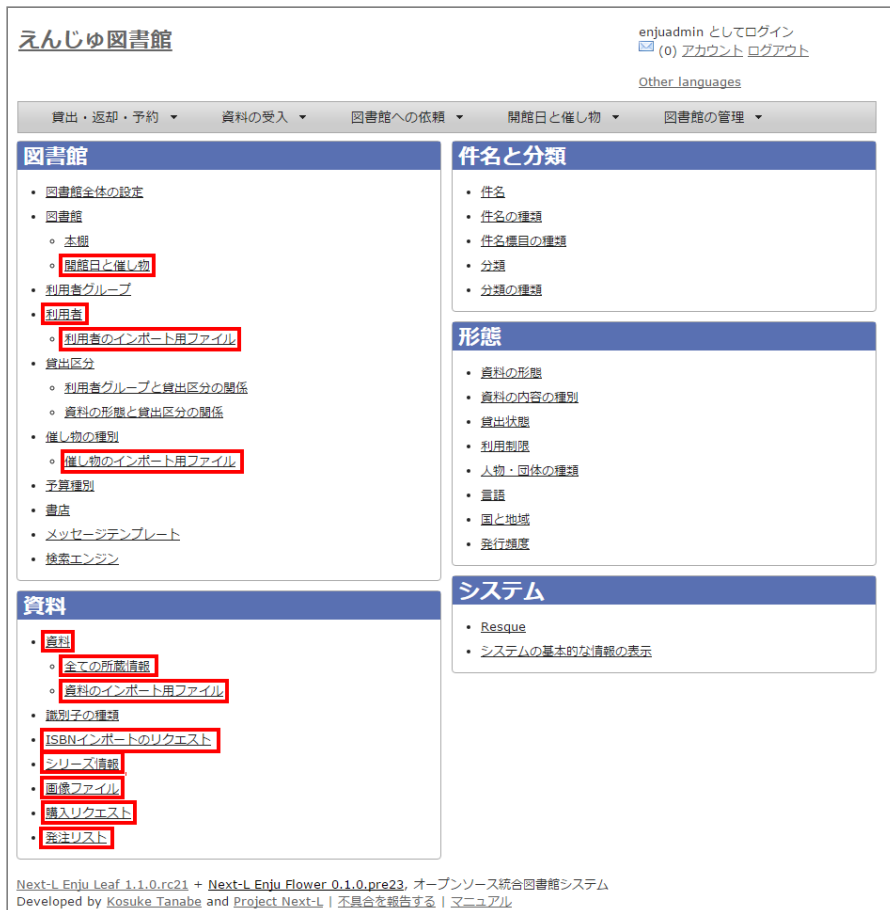 えんじゅ図書館
enjuadmin としてログイン
(0) アカウント ログアウト
Other languages
貸出・返却・予約 ▼ 資料の受入 ▼ 図書館への依頼 ▼ 開館日と催し物 ▼ 図書館の管理 ▼
図書館
図書館全体の設定
図書館
本棚
開館日と催し物
利用者グループ
利用者
利用者のインポート用ファイル
貸出区分
利用者グループと貸出区分の関係
資料の形態と貸出区分の関係
催し物の種別
催し物のインポート用ファイル
予算種別
書店
メッセージテンプレート
検索エンジン
資料
資料
全ての所蔵情報
資料のインポート用ファイル
識別子の種類
ISBNインポートのリクエスト
シリーズ情報
画像ファイル
購入リクエスト
発注リスト
件名と分類
件名
件名の種類
件名標目の種類
分類
分類の種類
形態
資料の形態
資料の内容の種別
貸出状態
利用制限
人物・団体の種類
言語
国と地域
発行頻度
システム
Resque
システムの基本的な情報の表示
Next-L Enju Leaf 1.1.0.rc21 + Next-L Enju Flower 0.1.0.pre23, オープンソース統合図書館システム
Developed by Kosuke Tanabe and Project Next-L | 不具合を報告する | マニュアル